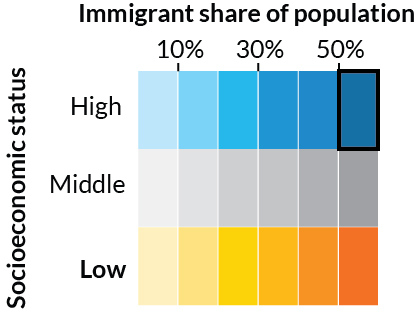 Immigrant share of population
10% 30% 50%
Socioeconomic status
High
Middle
Low